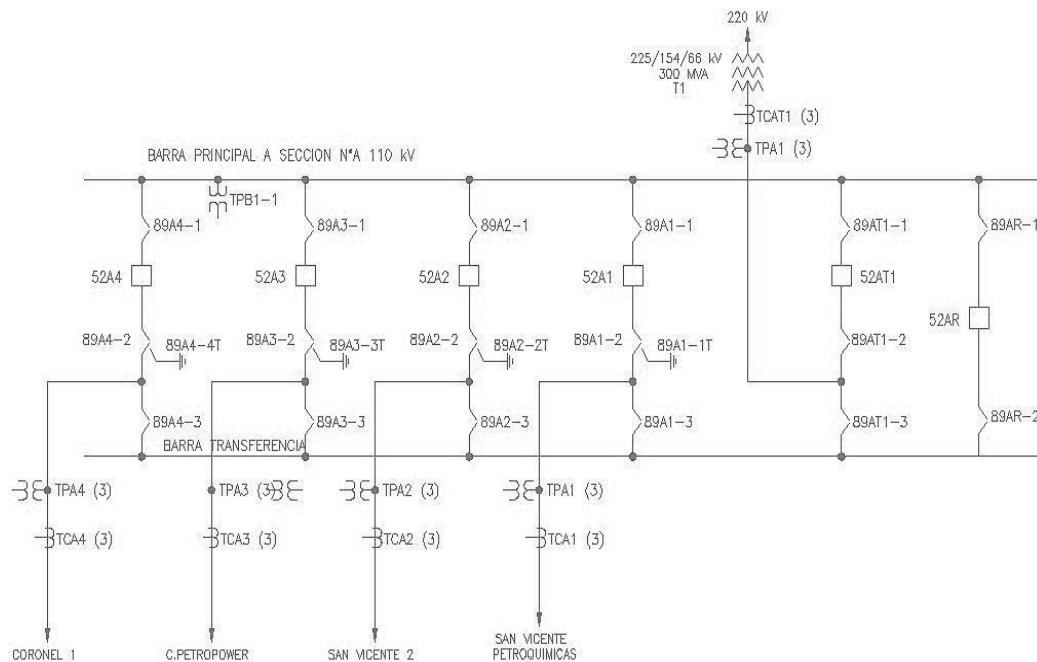 220 kV
225/154/66 kV
300 MVA
T1
TCAT1 (3)
TPA1 (3)
BARRA PRINCIPAL A SECCION N°A 110 kV
TPB1-1
89A4-1
89A3-1
89A2-1
89A1-1
89AT1-1
89AR-1
52A4
52A3
52A2
52A1
52AT1
52AR
89A4-2
89A4-4T
89A3-2
89A3-3T
89A2-2
89A2-2T
89A1-2
89A1-1T
89AT1-2
89A4-3
89A3-3
89A2-3
89A1-3
89AT1-3
89AR-2
BARRA TRANSFERENCIA
TPA4 (3)
TPA3 (3)
TPA2 (3)
TPA1 (3)
TCA4 (3)
TCA3 (3)
TCA2 (3)
TCA1 (3)
CORONEL 1
C.PETROPOWER
SAN VICENTE 2
SAN VICENTE
PETROQUIMICAS